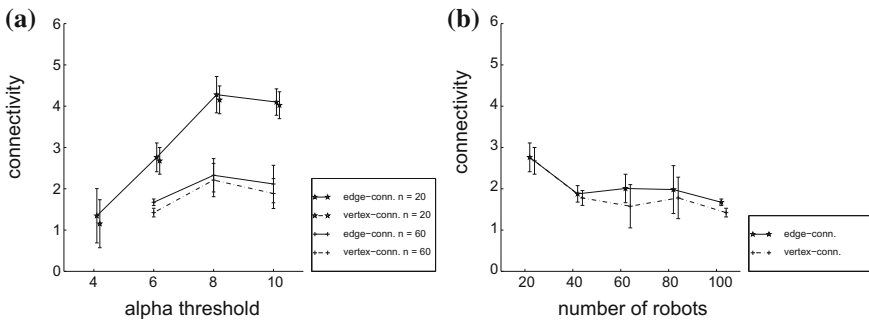 (a)
6
5
4
3
2
1
0
connectivity
4 6 8 10
alpha threshold
edge-conn. n = 20
vertex-conn. n = 20
edge-conn. n = 60
vertex-conn. n = 60
(b)
6
5
4
3
2
1
0
connectivity
20 40 60 80 100
number of robots
edge-conn.
vertex-conn.